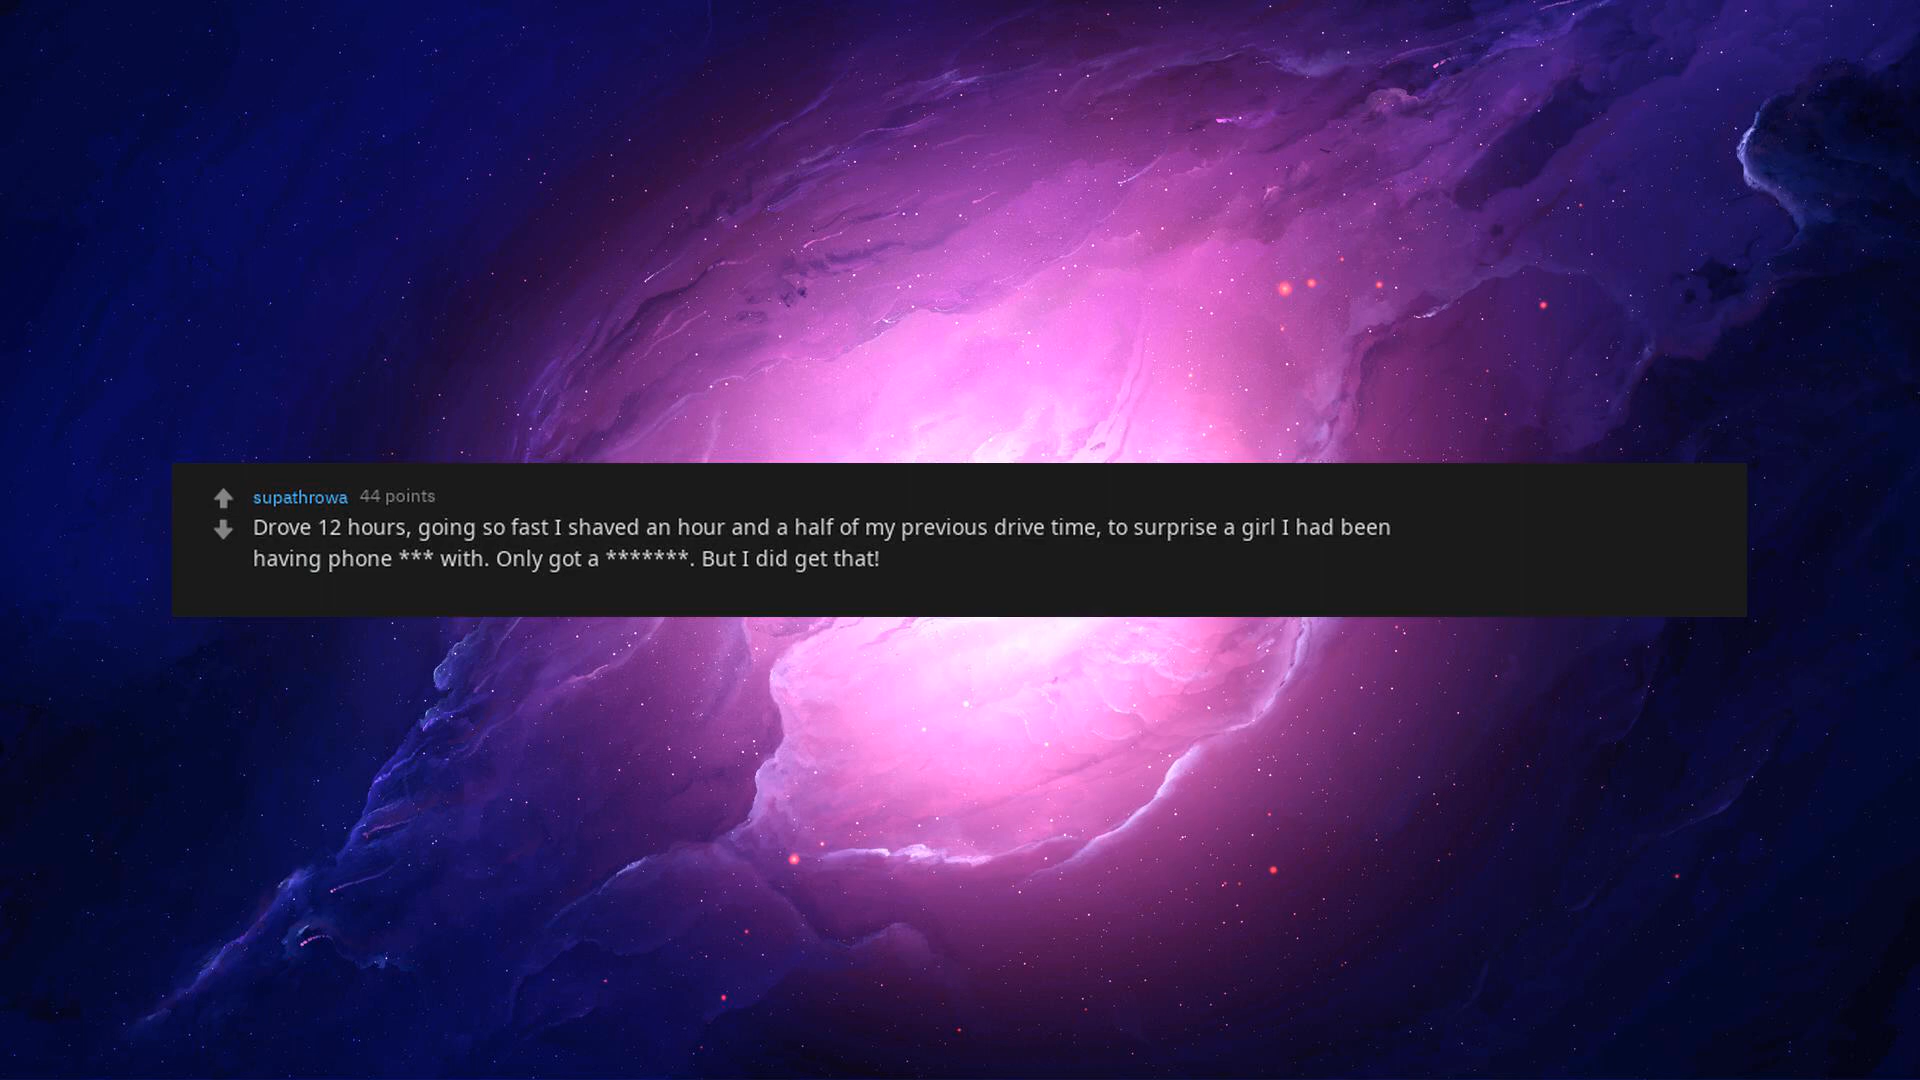 supathrowa 44 points
Drove 12 hours, going so fast I shaved an hour and a half of my previous drive time, to surprise a girl I had been
having phone *** with. Only got a *******. But I did get that!